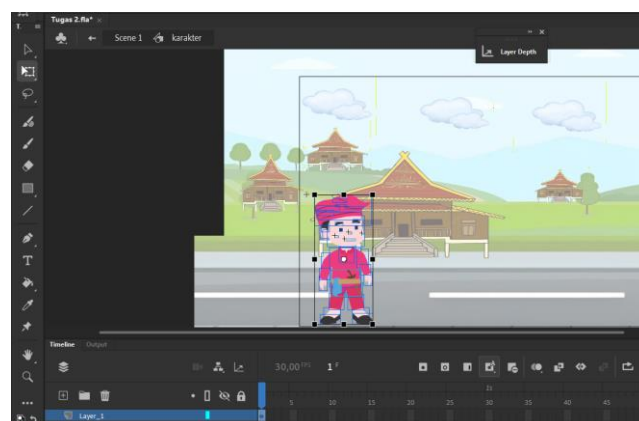 Tugas 2.fla* ×
Scene 1 karakter
Layer Depth
Timeline Output
30,00 FPS 1 F
1s
5 10 15 20 25 30 35 40 45
Layer_1